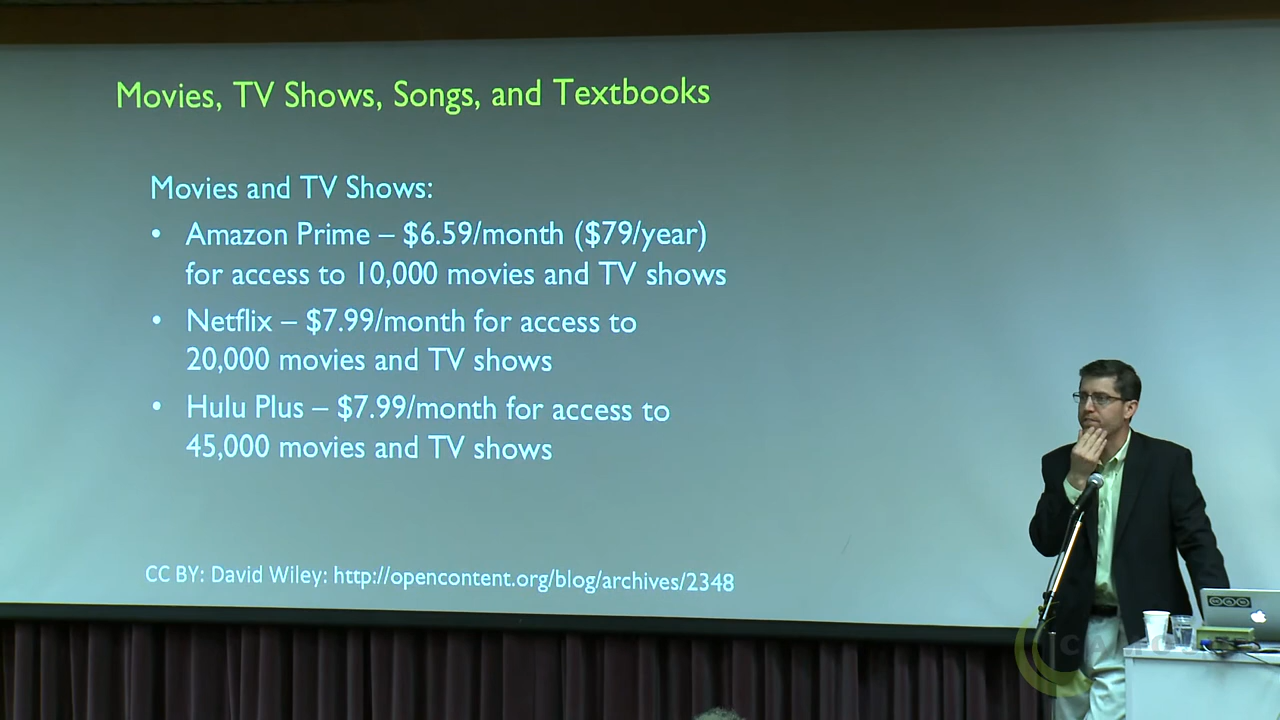 Movies, TV Shows, Songs, and Textbooks
Movies and TV Shows:
• Amazon Prime – $6.59/month ($79/year)
for access to 10,000 movies and TV shows
• Netflix – $7.99/month for access to
20,000 movies and TV shows
• Hulu Plus – $7.99/month for access to
45,000 movies and TV shows
CC BY: David Wiley: http://opencontent.org/blog/archives/2348